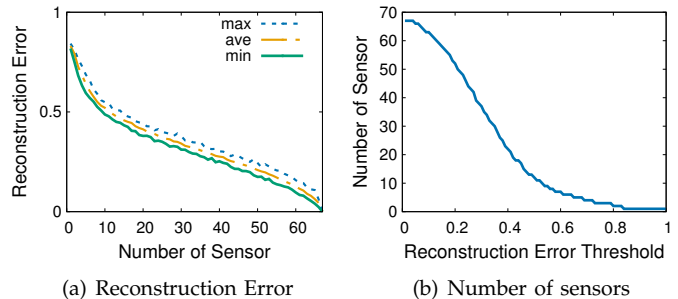 1
0.5
0
0 10 20 30 40 50 60
Reconstruction Error
Number of Sensor
max
ave
min
(a) Reconstruction Error
70
60
50
40
30
20
10
0
0 0.2 0.4 0.6 0.8 1
Number of Sensor
Reconstruction Error Threshold
(b) Number of sensors